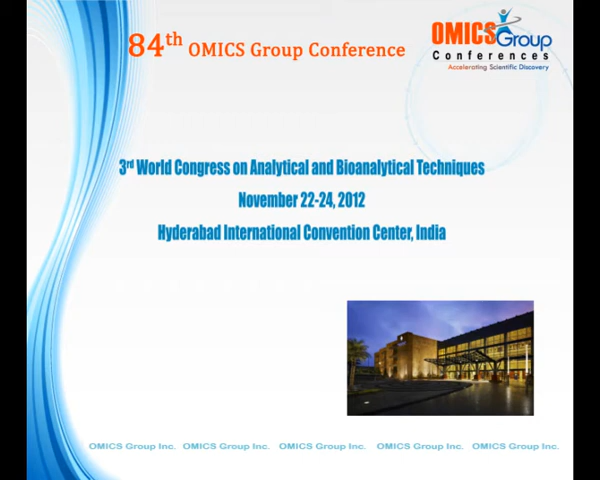 84th OMICS Group Conference
OMICS Group
Conferences
Accelerating Scientific Discovery
3rd World Congress on Analytical and Bioanalytical Techniques
November 22-24, 2012
Hyderabad International Convention Center, India
OMICS Group Inc. OMICS Group Inc. OMICS Group Inc. OMICS Group Inc. OMICS Group Inc.